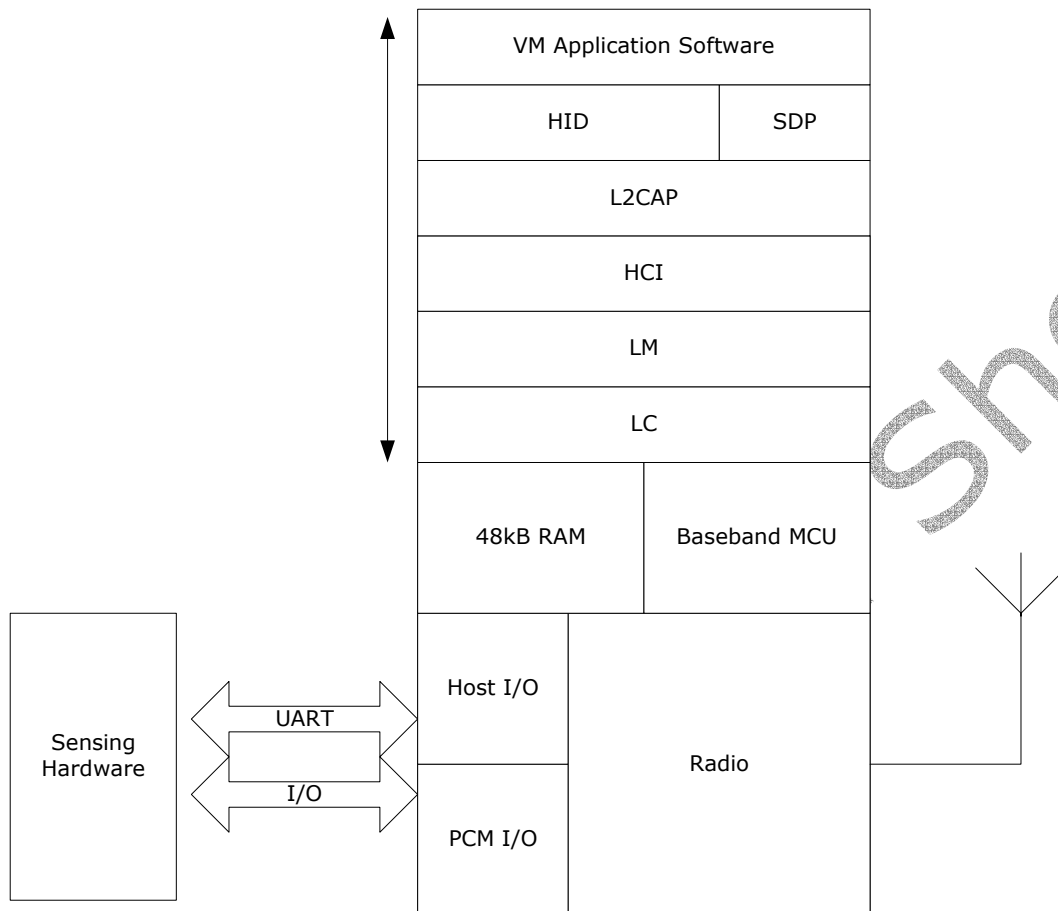 VM Application Software
HID
SDP
L2CAP
HCI
LM
LC
48kB RAM
Baseband MCU
Host I/O
UART
Sensing
Hardware
Radio
I/O
PCM I/O